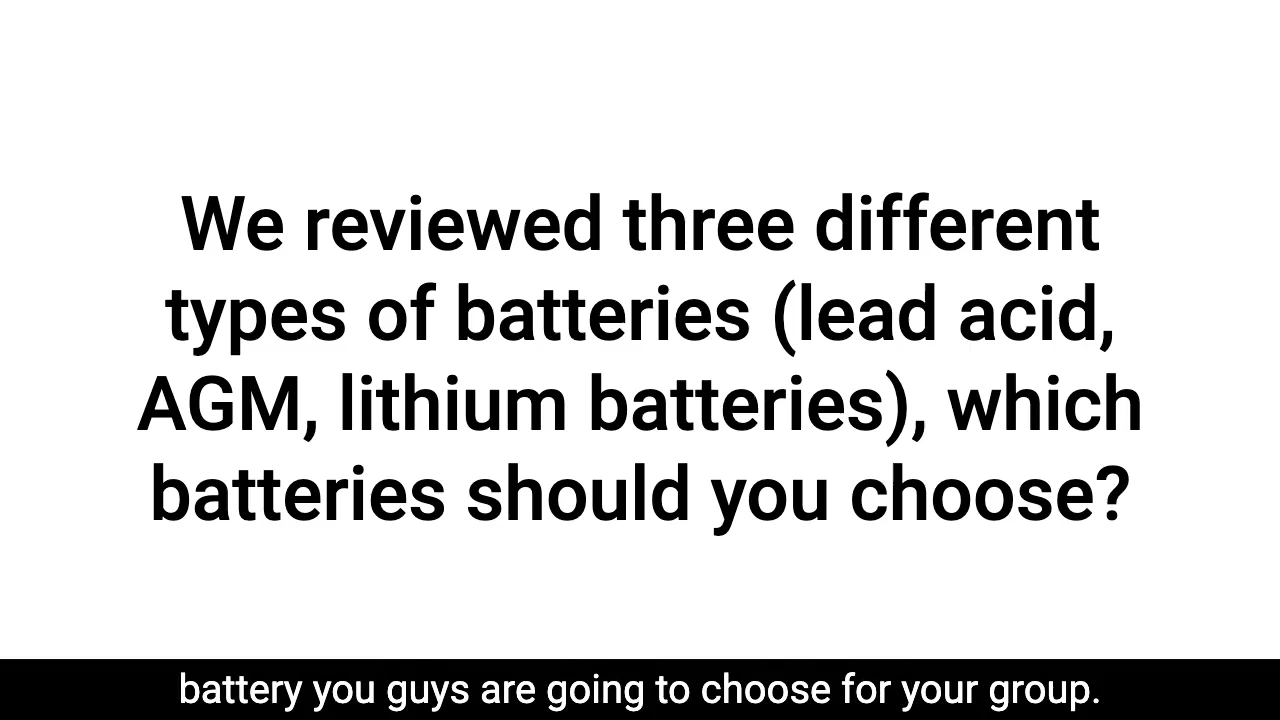 We reviewed three different
types of batteries (lead acid,
AGM, lithium batteries), which
batteries should you choose?
battery you guys are going to choose for your group.